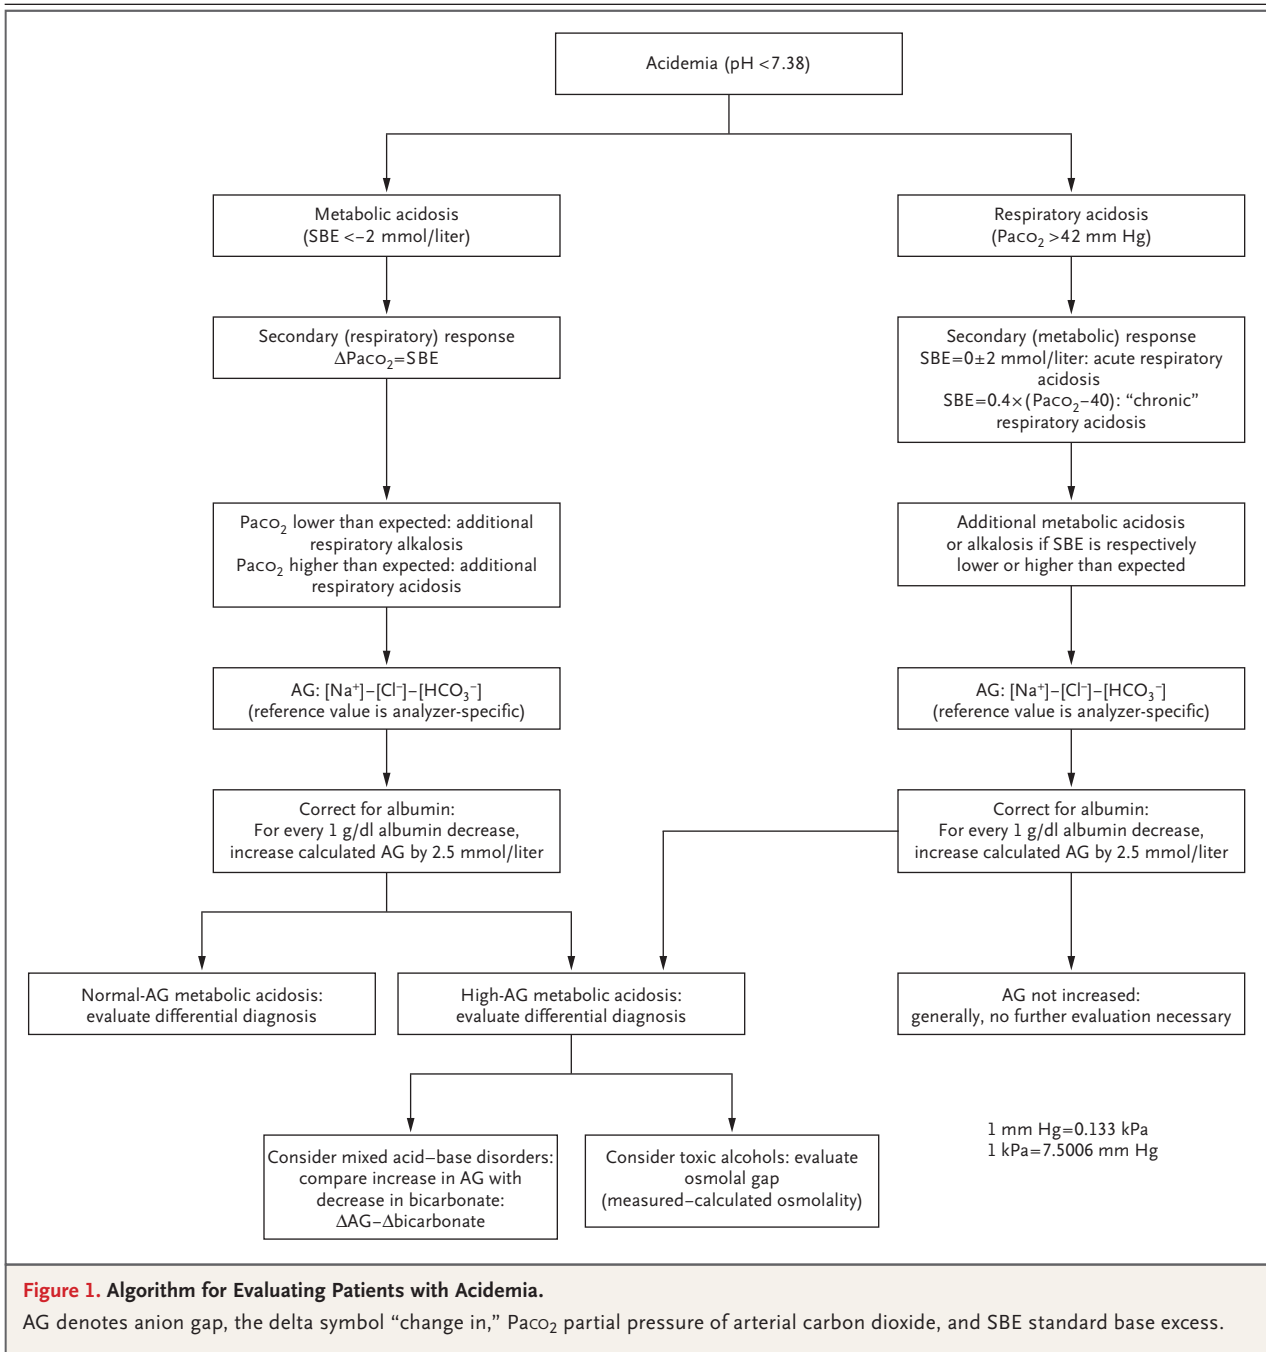 Acidemia (pH <7.38)
Metabolic acidosis
(SBE <−2 mmol/liter)
Respiratory acidosis
(Paco₂ >42 mm Hg)
Secondary (respiratory) response
ΔPaco₂=SBE
Secondary (metabolic) response
SBE=0±2 mmol/liter: acute respiratory
acidosis
SBE=0.4×(Paco₂−40): “chronic”
respiratory acidosis
Paco₂ lower than expected: additional
respiratory alkalosis
Paco₂ higher than expected: additional
respiratory acidosis
Additional metabolic acidosis
or alkalosis if SBE is respectively
lower or higher than expected
AG: [Na⁺]−[Cl⁻]−[HCO₃⁻]
(reference value is analyzer-specific)
AG: [Na⁺]−[Cl⁻]−[HCO₃⁻]
(reference value is analyzer-specific)
Correct for albumin:
For every 1 g/dl albumin decrease,
increase calculated AG by 2.5 mmol/liter
Correct for albumin:
For every 1 g/dl albumin decrease,
increase calculated AG by 2.5 mmol/liter
Normal-AG metabolic acidosis:
evaluate differential diagnosis
High-AG metabolic acidosis:
evaluate differential diagnosis
AG not increased:
generally, no further evaluation necessary
Consider mixed acid–base disorders:
compare increase in AG with
decrease in bicarbonate:
ΔAG−Δbicarbonate
Consider toxic alcohols: evaluate
osmolal gap
(measured−calculated osmolality)
1 mm Hg=0.133 kPa
1 kPa=7.5006 mm Hg
Figure 1. Algorithm for Evaluating Patients with Acidemia.
AG denotes anion gap, the delta symbol “change in,” Paco₂ partial pressure of arterial carbon dioxide, and SBE standard base excess.